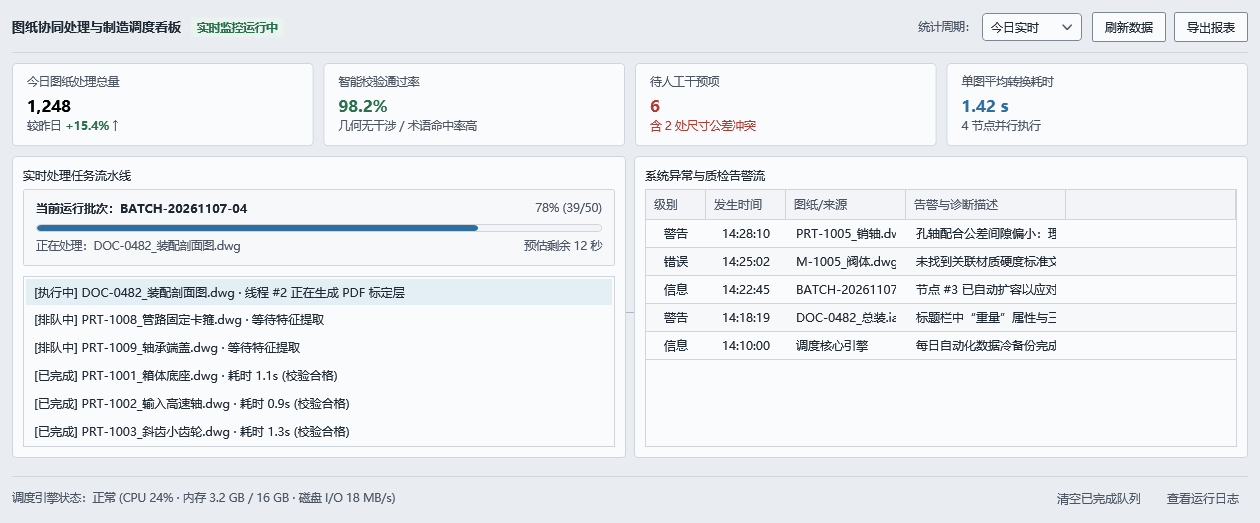 图纸协同处理与制造调度看板 实时监控运行中 统计周期: 今日实时 刷新数据 导出报表
今日图纸处理总量
1,248
较昨日 +15.4% ↑
智能校验通过率
98.2%
几何无干涉 / 术语命中率高
待人工干预项
6
含 2 处尺寸公差冲突
单图平均转换耗时
1.42 s
4 节点并行执行
实时处理任务流水线
当前运行批次: BATCH-20261107-04 78% (39/50)
正在处理: DOC-0482_装配剖面图.dwg 预估剩余 12 秒
[执行中] DOC-0482_装配剖面图.dwg · 线程 #2 正在生成 PDF 标定层
[排队中] PRT-1008_管路固定卡箍.dwg · 等待特征提取
[排队中] PRT-1009_轴承端盖.dwg · 等待特征提取
[已完成] PRT-1001_箱体底座.dwg · 耗时 1.1s (校验合格)
[已完成] PRT-1002_输入高速轴.dwg · 耗时 0.9s (校验合格)
[已完成] PRT-1003_斜齿小齿轮.dwg · 耗时 1.3s (校验合格)
系统异常与质检告警流
级别 发生时间 图纸/来源 告警与诊断描述
警告 14:28:10 PRT-1005_销轴.dw 孔轴配合公差间隙偏小:
错误 14:25:02 M-1005_阀体.dwg 未找到关联材质硬度标准
信息 14:22:45 BATCH-20261107 节点 #3 已自动扩容以应对
警告 14:18:19 DOC-0482_总装.ia 标题栏中“重量”属性与三
信息 14:10:00 调度核心引擎 每日自动化数据冷备份完成
调度引擎状态: 正常 (CPU 24% · 内存 3.2 GB / 16 GB · 磁盘 I/O 18 MB/s) 清空已完成队列 查看运行日志